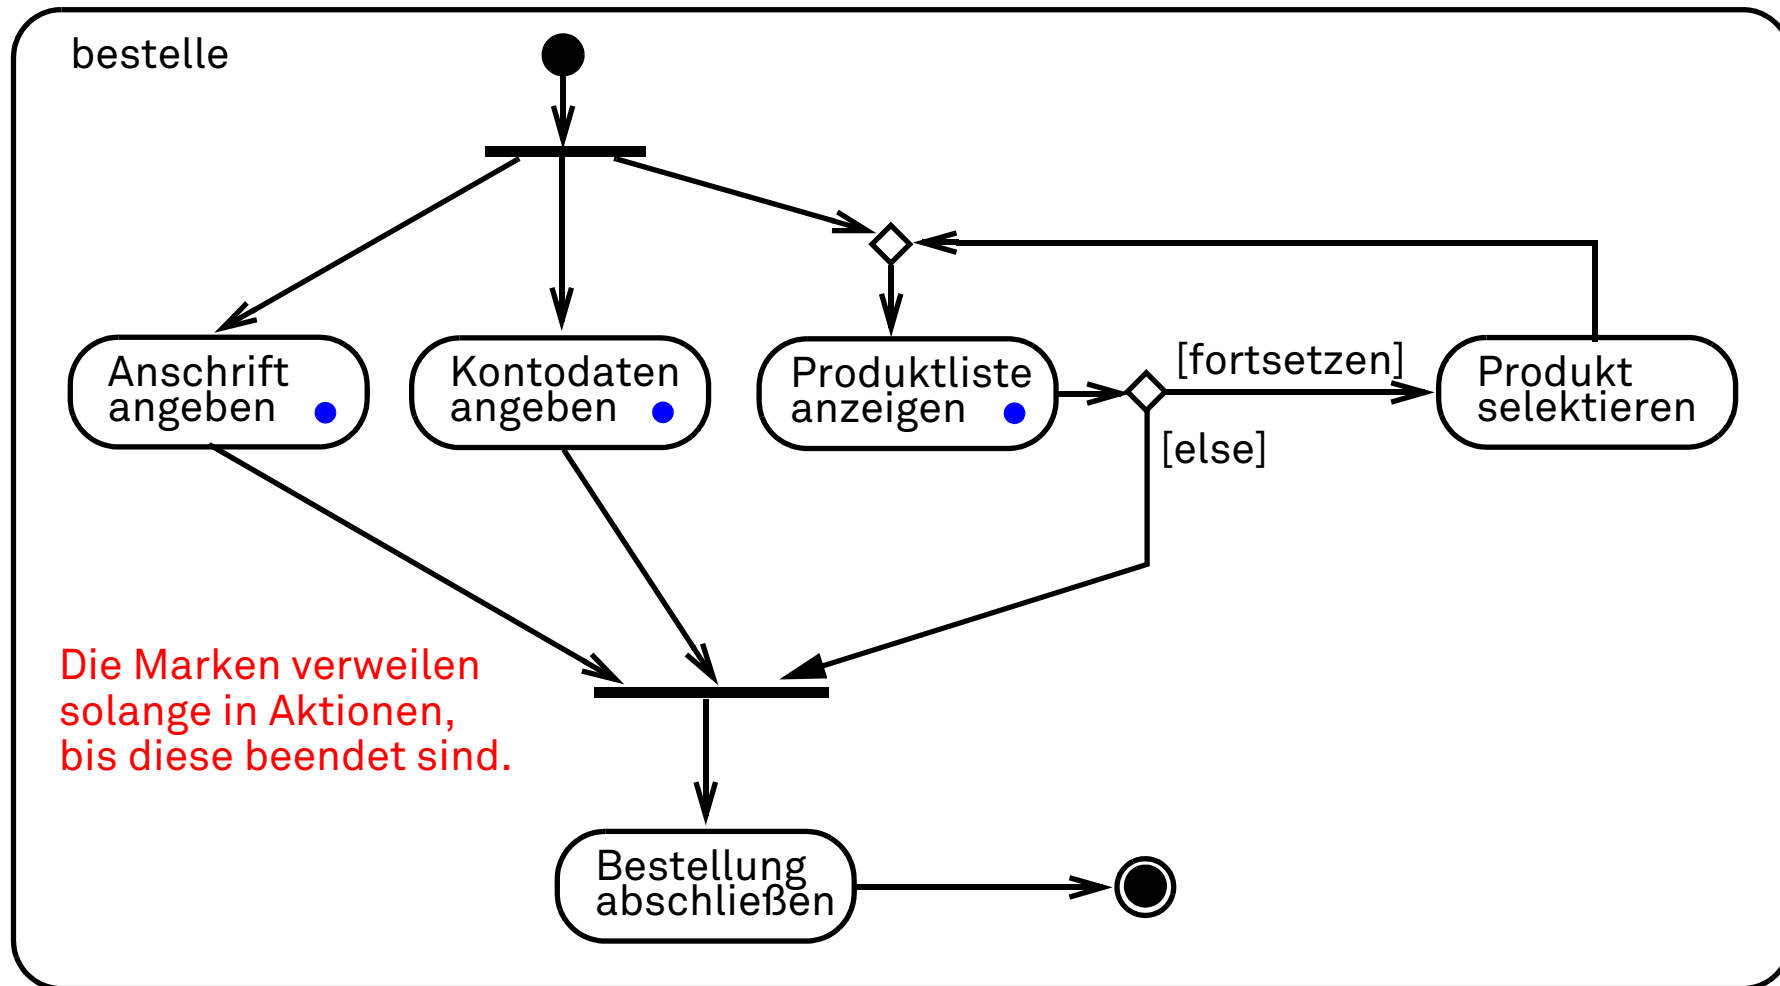 bestelle
Anschrift
angeben
Kontodaten
angeben
Produktliste
anzeigen
[fortsetzen]
[else]
Produkt
selektieren
Die Marken verweilen
solange in Aktionen,
bis diese beendet sind.
Bestellung
abschließen